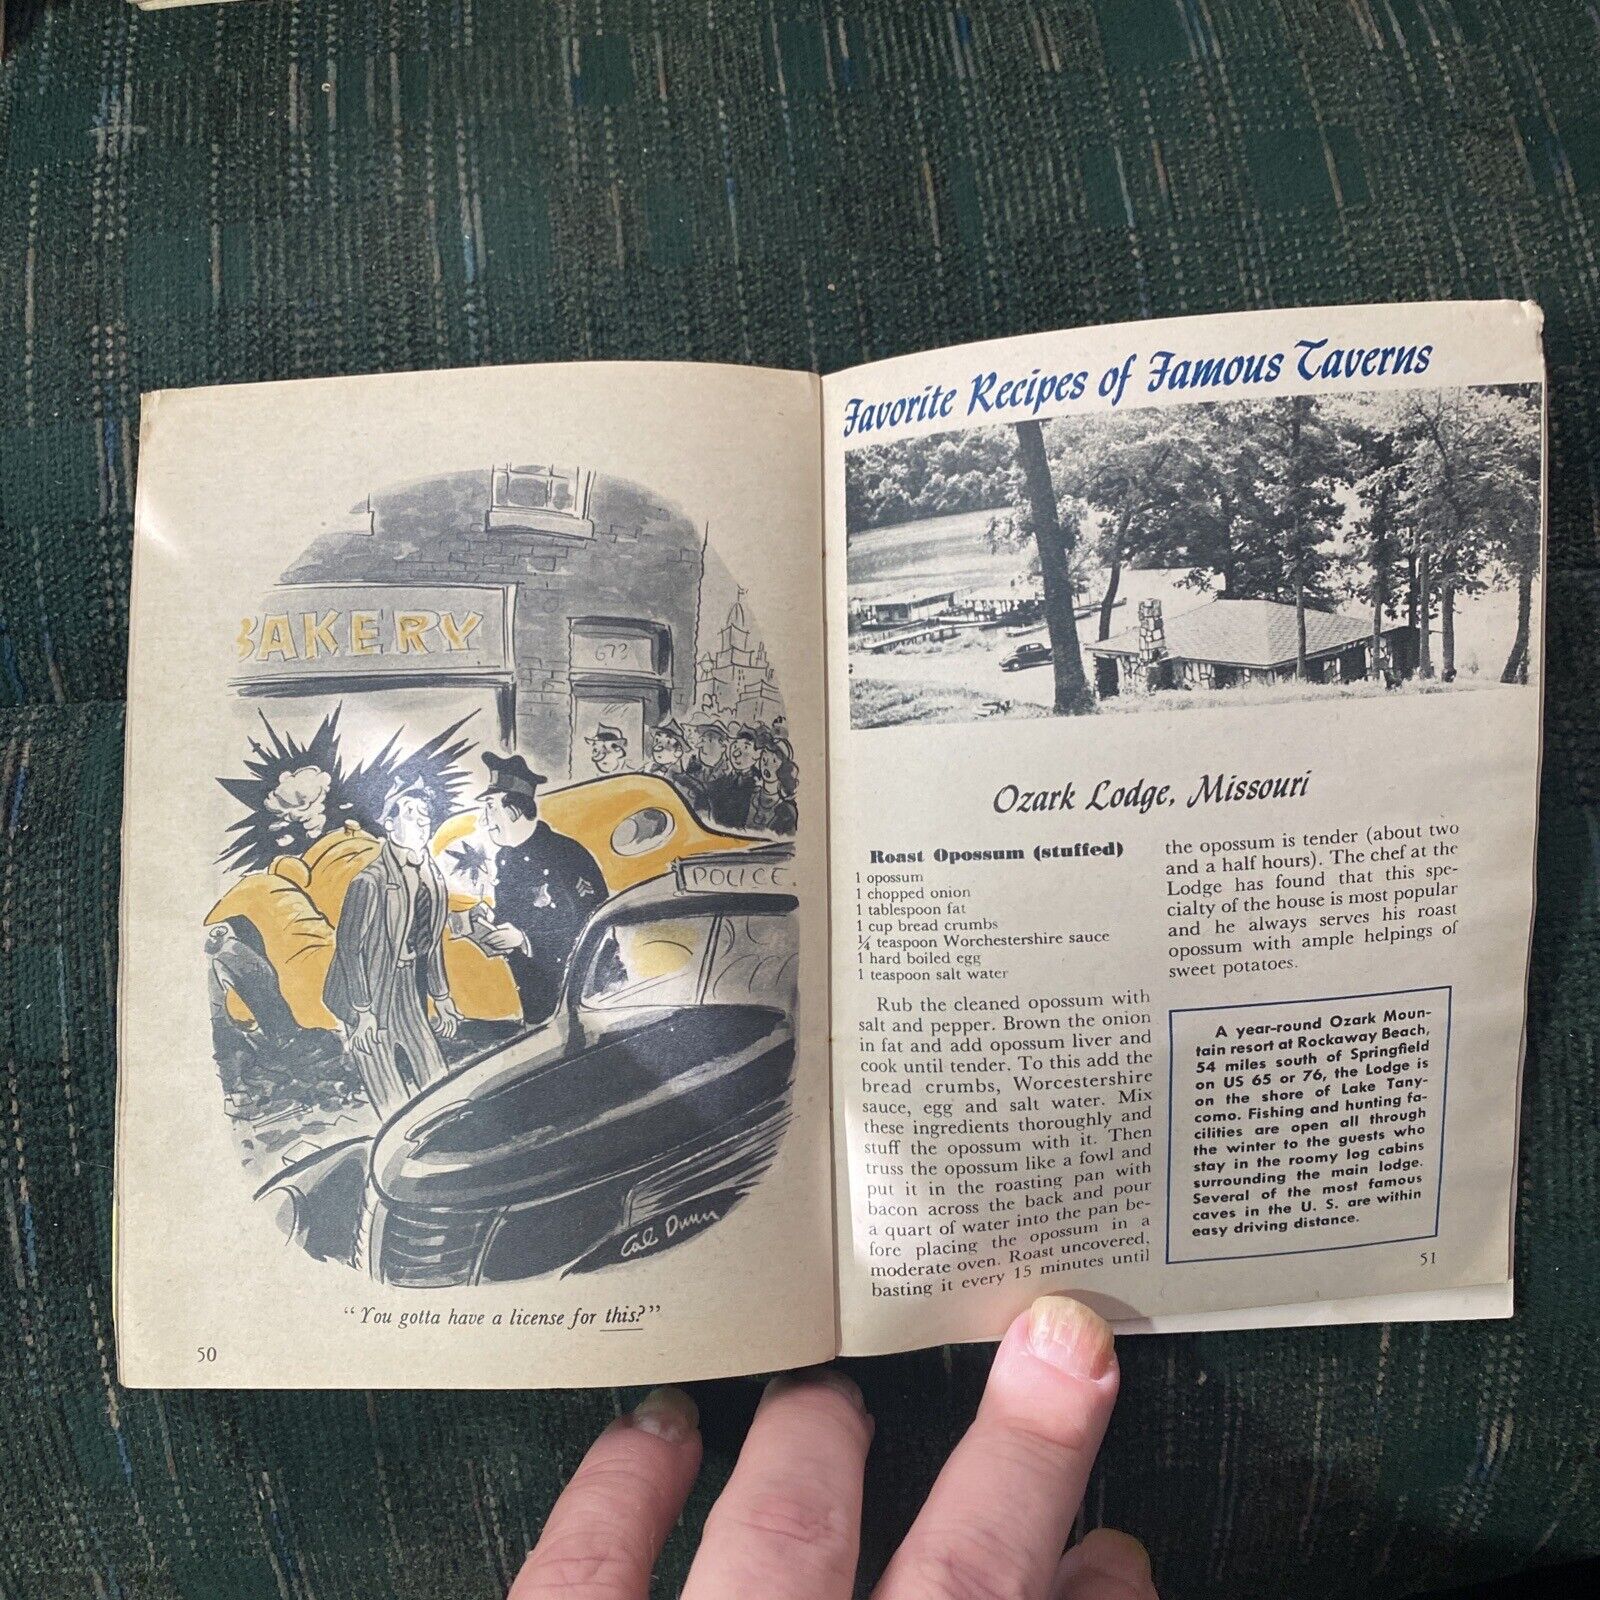 BAKERY
673
POLICE
Cal Dunn
"You gotta have a license for this?"
50
Favorite Recipes of Famous Taverns
Ozark Lodge, Missouri
Roast Opossum (stuffed)
1 opossum
1 chopped onion
1 tablespoon fat
1 cup bread crumbs
¼ teaspoon Worchestershire sauce
1 hard boiled egg
1 teaspoon salt water
Rub the cleaned opossum with
salt and pepper. Brown the onion
in fat and add opossum liver and
cook until tender. To this add the
bread crumbs, Worcestershire
sauce, egg and salt water. Mix
these ingredients thoroughly and
stuff the opossum with it. Then
truss the opossum like a fowl and
put it in the roasting pan with
bacon across the back and pour
a quart of water into the pan be-
fore placing the opossum in a
moderate oven. Roast uncovered,
basting it every 15 minutes until
the opossum is tender (about two
and a half hours). The chef at the
Lodge has found that this spe-
cialty of the house is most popular
and he always serves his roast
opossum with ample helpings of
sweet potatoes.
A year-round Ozark Moun-
tain resort at Rockaway Beach,
54 miles south of Springfield
on US 65 or 76, the Lodge is
on the shore of Lake Tany-
como. Fishing and hunting fa-
cilities are open all through
the winter to the guests who
stay in the roomy log cabins
surrounding the main lodge.
Several of the most famous
caves in the U. S. are within
easy driving distance.
51